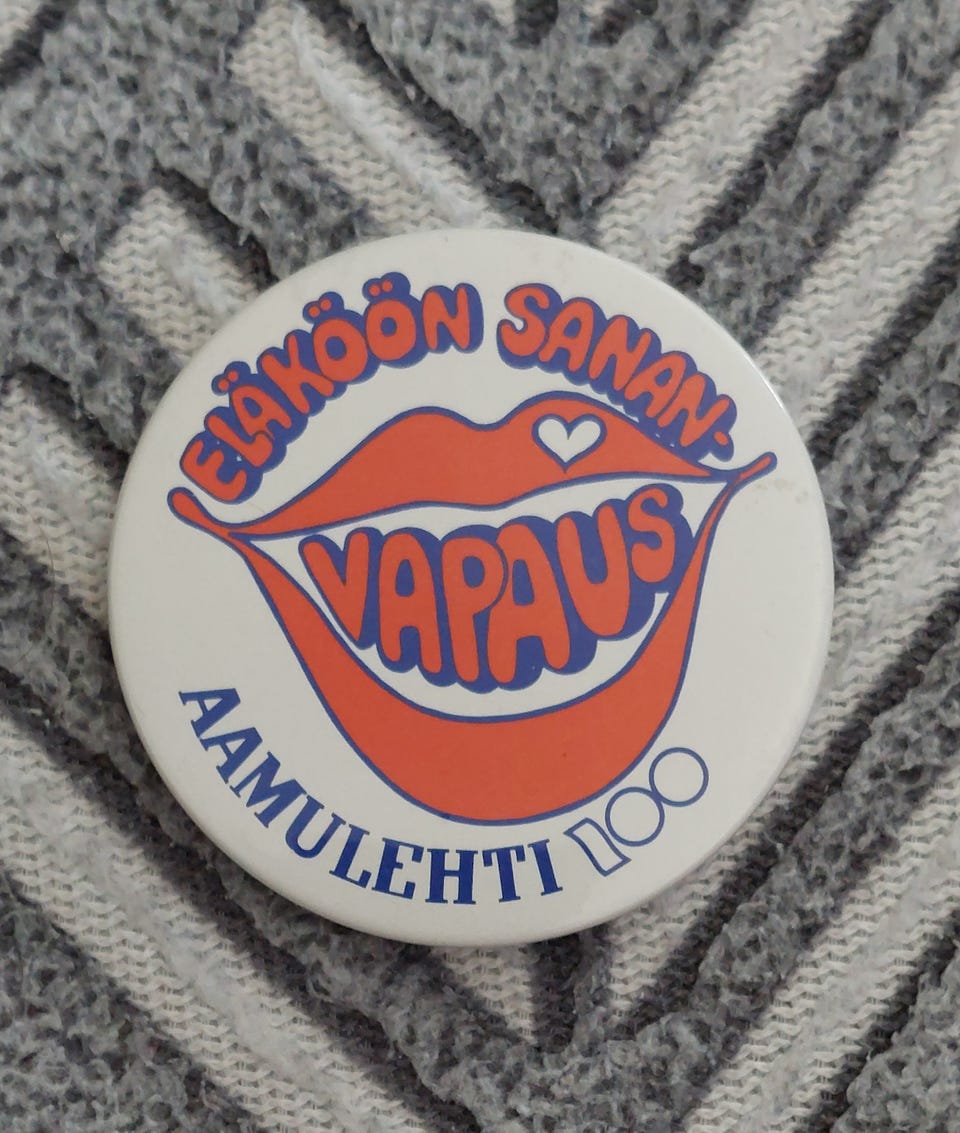 ELÄKÖÖN SANAN-
VAPAUS
AAMULEHTI 100